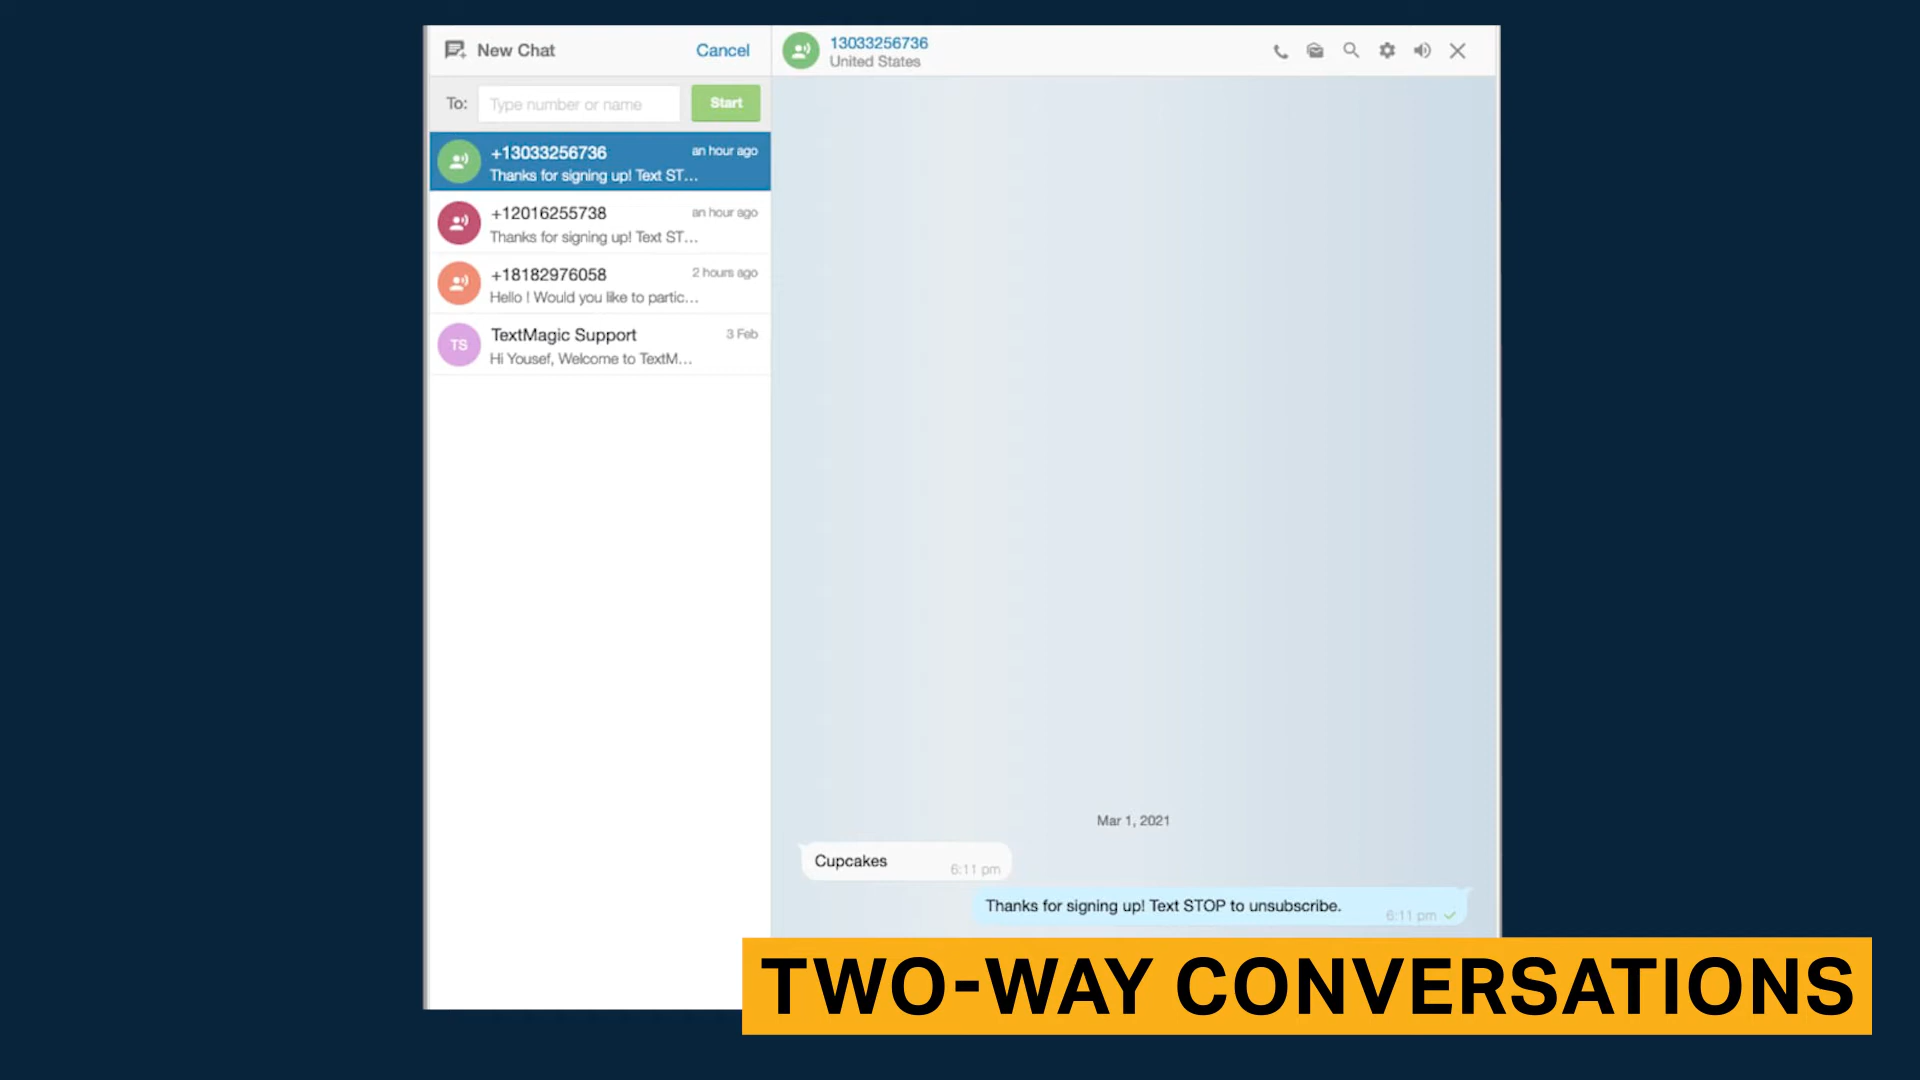 New Chat
Cancel
To:
Type number or name
Start
+13033256736
an hour ago
Thanks for signing up! Text ST...
+12016255738
an hour ago
Thanks for signing up! Text ST...
+18182976058
2 hours ago
Hello ! Would you like to partic...
TS
TextMagic Support
3 Feb
Hi Yousef, Welcome to TextM...
13033256736
United States
Mar 1, 2021
Cupcakes
6:11 pm
Thanks for signing up! Text STOP to unsubscribe.
6:11 pm
TWO-WAY CONVERSATIONS